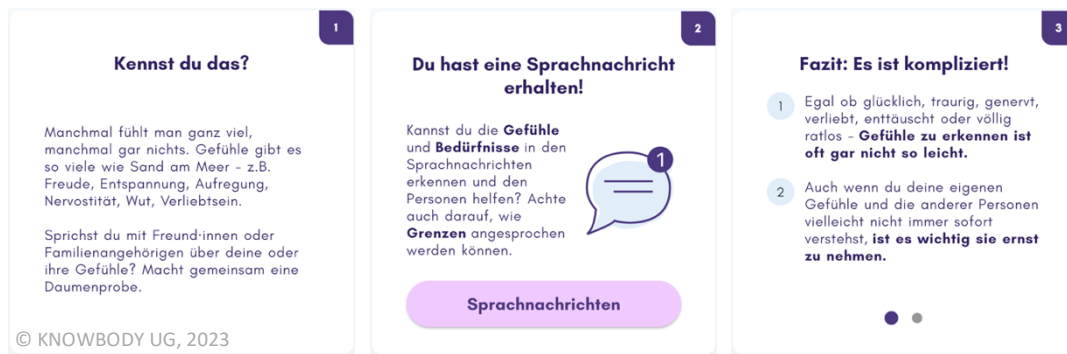 1
Kennst du das?
Manchmal fühlt man ganz viel,
manchmal gar nichts. Gefühle gibt es
so viele wie Sand am Meer - z.B.
Freude, Entspannung, Aufregung,
Nervostität, Wut, Verliebtsein.
Sprichst du mit Freund·innen oder
Familienangehörigen über deine oder
ihre Gefühle? Macht gemeinsam eine
Daumenprobe.
© KNOWBODY UG, 2023
2
Du hast eine Sprachnachricht
erhalten!
Kannst du die Gefühle
und Bedürfnisse in den
Sprachnachrichten
erkennen und den
Personen helfen? Achte
auch darauf, wie
Grenzen angesprochen
werden können.
1
Sprachnachrichten
3
Fazit: Es ist kompliziert!
1
Egal ob glücklich, traurig, genervt,
verliebt, enttäuscht oder völlig
ratlos - Gefühle zu erkennen ist
oft gar nicht so leicht.
2
Auch wenn du deine eigenen
Gefühle und die anderer Personen
vielleicht nicht immer sofort
verstehst, ist es wichtig sie ernst
zu nehmen.